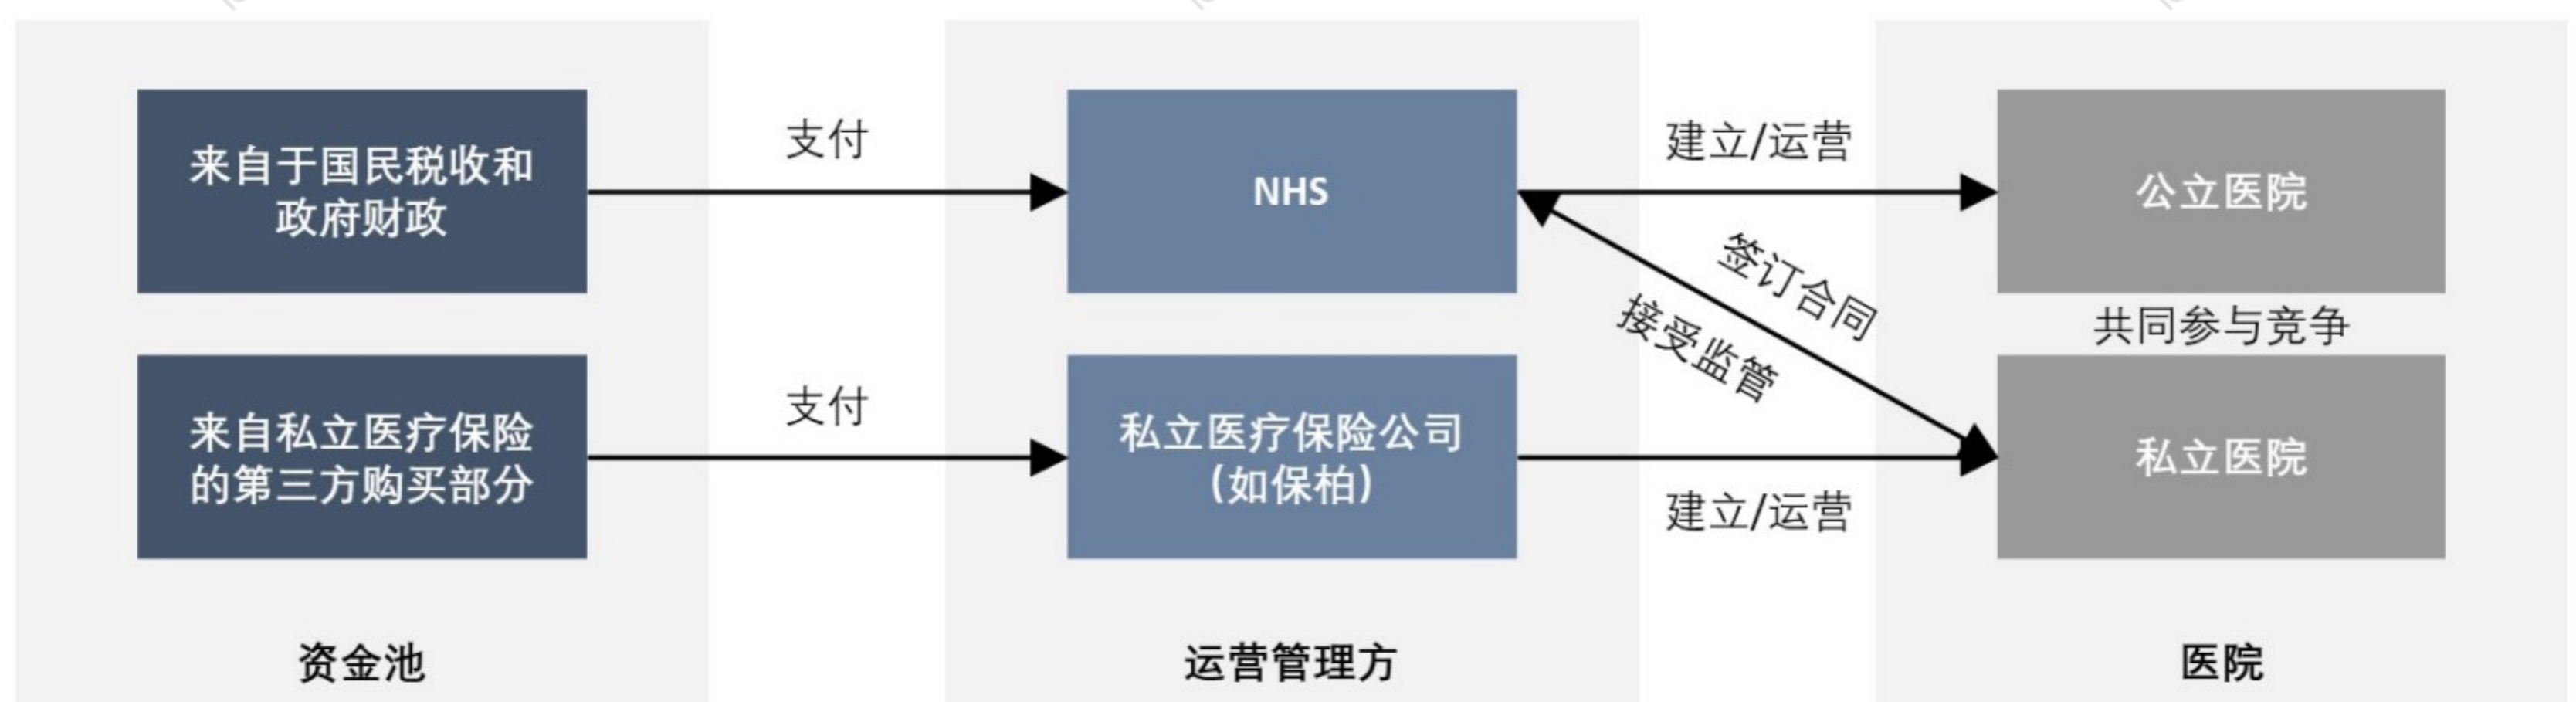 来自于国民税收和
政府财政
支付
NHS
建立/运营
公立医院
签订合同
接受监管
共同参与竞争
来自私立医疗保险
的第三方购买部分
支付
私立医疗保险公司
(如保柏)
建立/运营
私立医院
资金池
运营管理方
医院